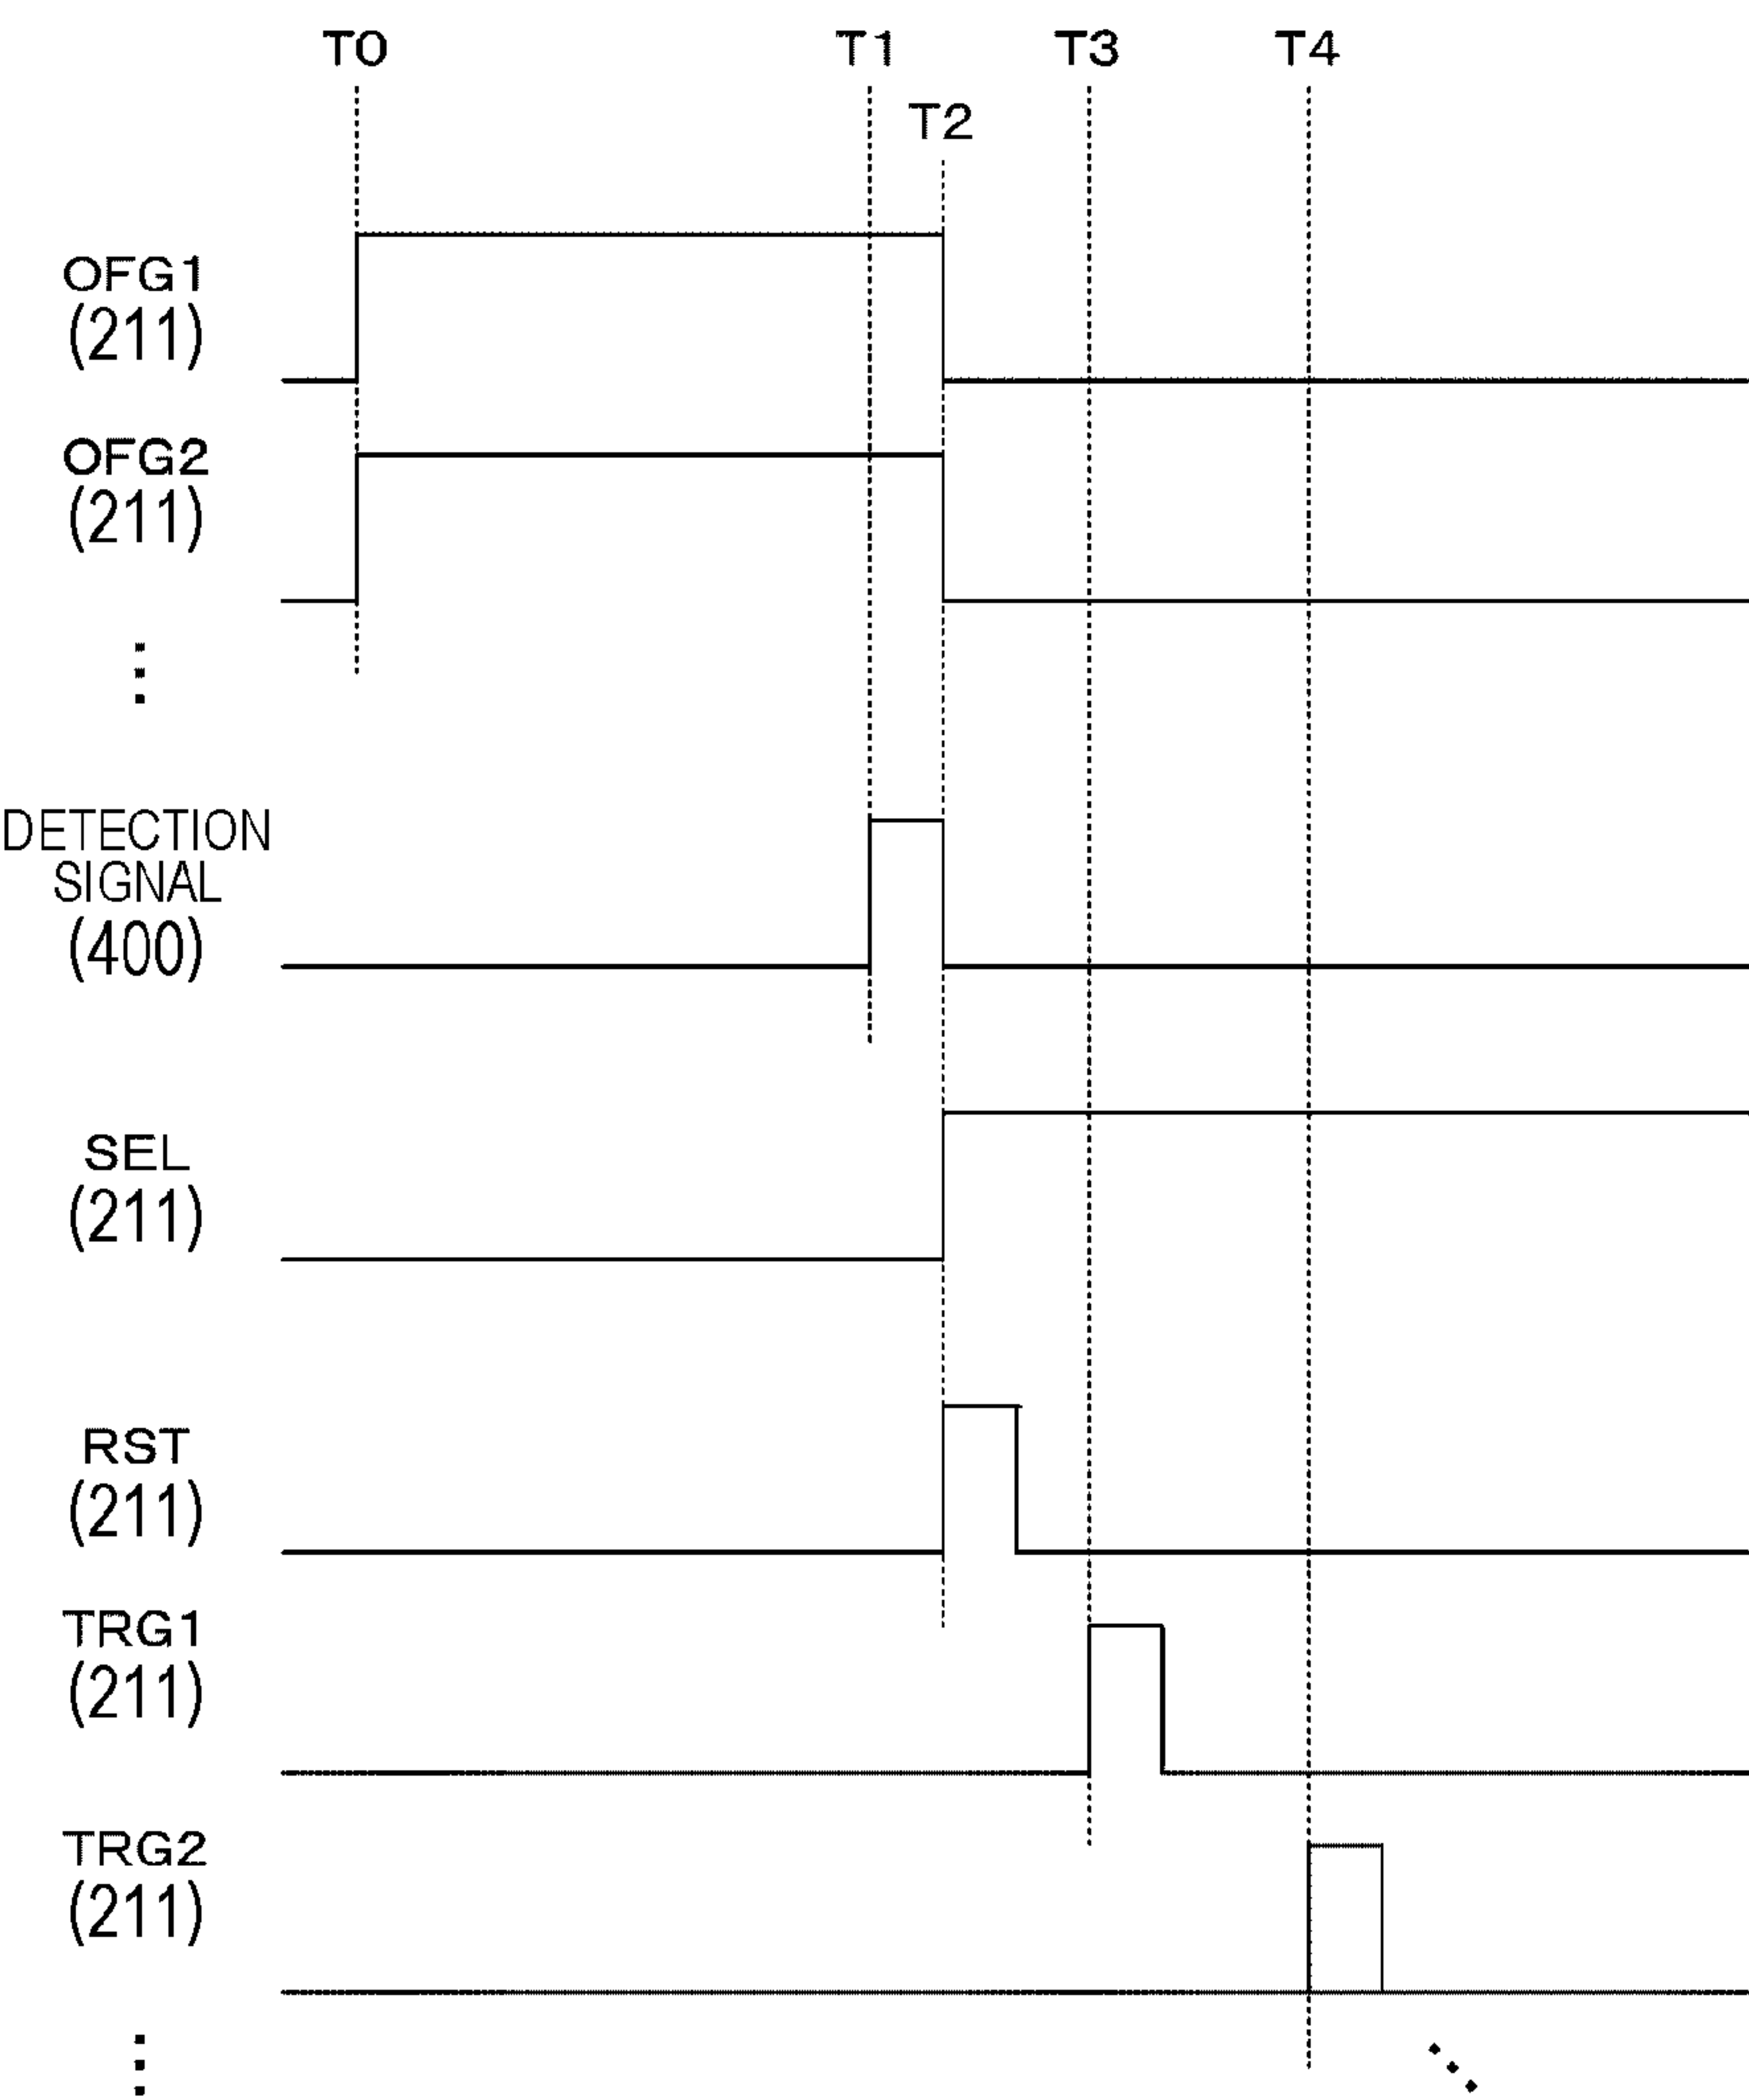 T0
T1
T3
T4
T2
OFG1
(211)
OFG2
(211)
DETECTION
SIGNAL
(400)
SEL
(211)
RST
(211)
TRG1
(211)
TRG2
(211)